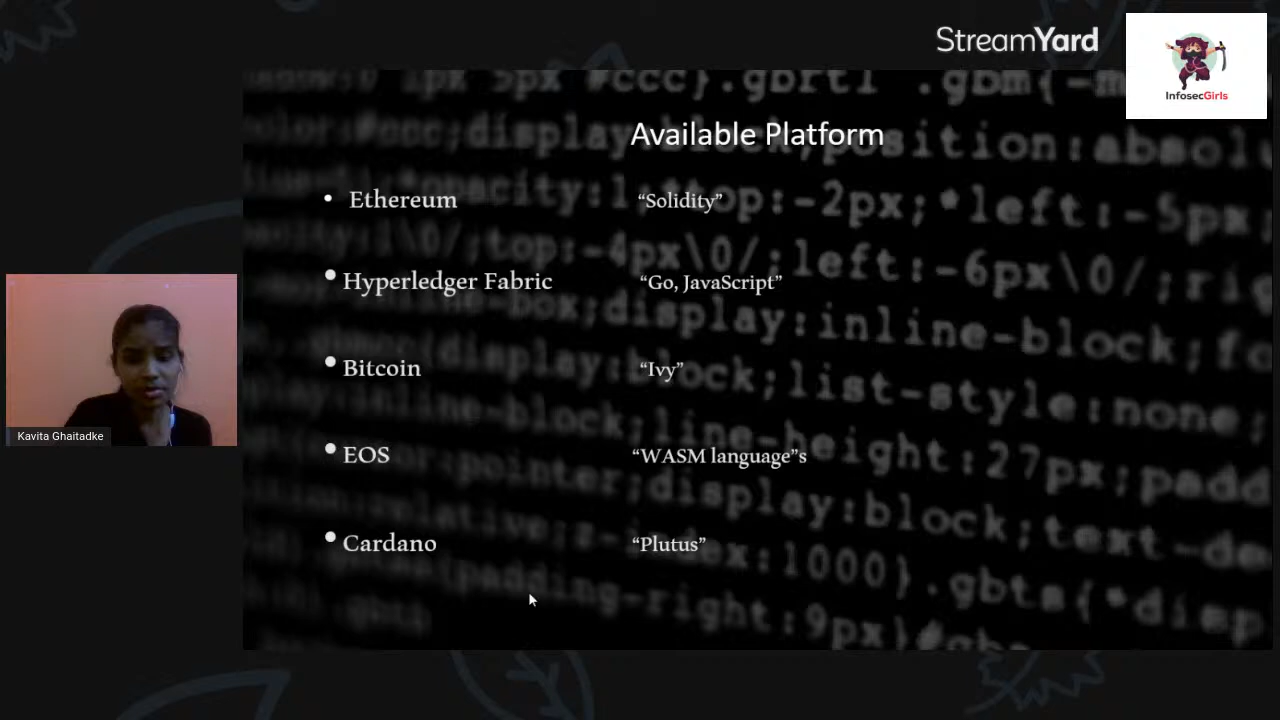 StreamYard
InfosecGirls
Available Platform
• Ethereum “Solidity”
• Hyperledger Fabric “Go, JavaScript”
• Bitcoin “Ivy”
• EOS “WASM language”s
• Cardano “Plutus”
Kavita Ghaitadke